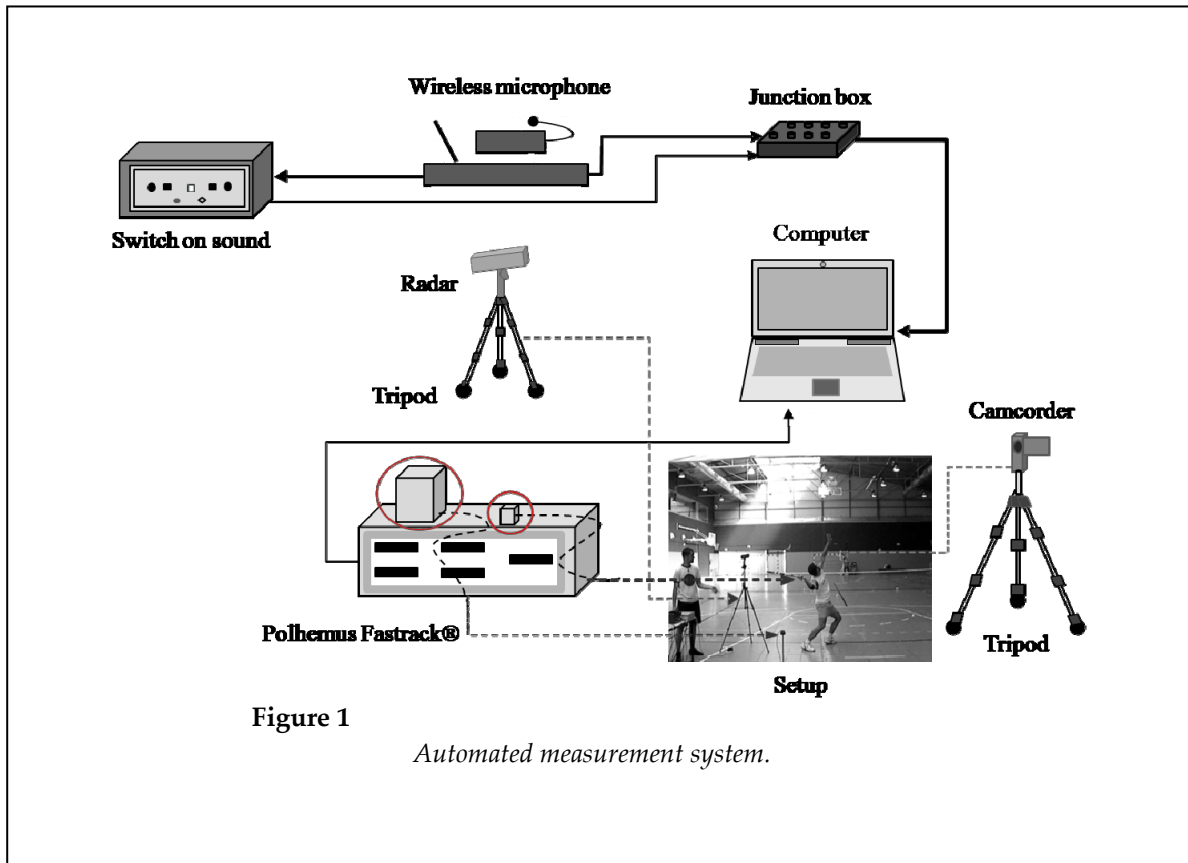 Wireless microphone
Junction box
Switch on sound
Computer
Radar
Tripod
Camcorder
Polhemus Fastrack®
Tripod
Setup
Figure 1
Automated measurement system.